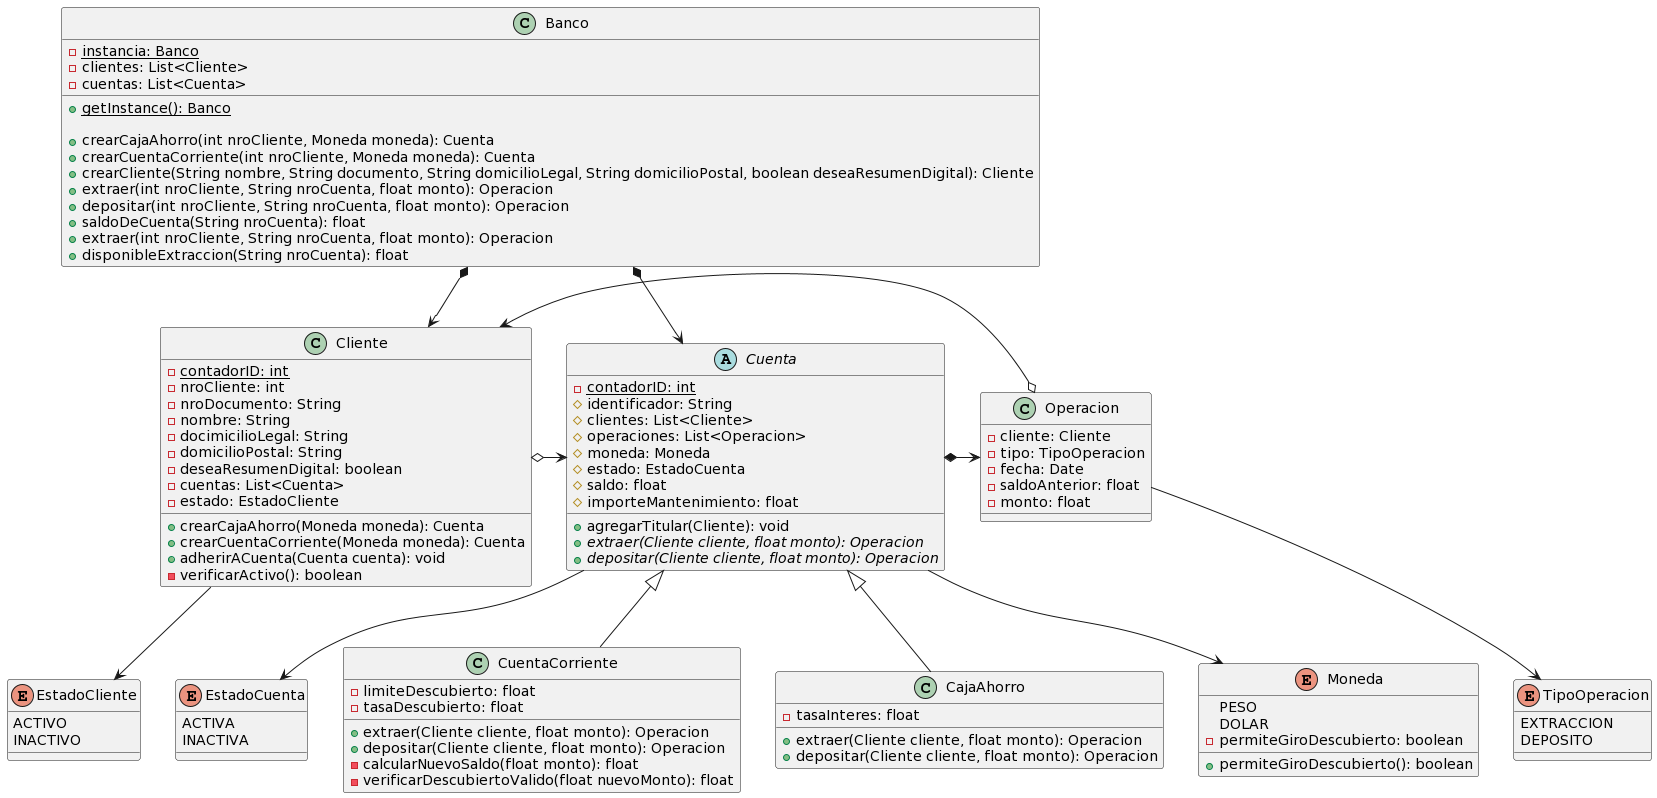 C Banco
instancia: Banco
clientes: List<Cliente>
cuentas: List<Cuenta>
getInstance(): Banco
crearCajaAhorro(int nroCliente, Moneda moneda): Cuenta
crearCuentaCorriente(int nroCliente, Moneda moneda): Cuenta
crearCliente(String nombre, String documento, String domicilioLegal, String domicilioPostal, boolean deseaResumenDigital): Cliente
extraer(int nroCliente, String nroCuenta, float monto): Operacion
depositar(int nroCliente, String nroCuenta, float monto): Operacion
saldoDeCuenta(String nroCuenta): float
extraer(int nroCliente, String nroCuenta, float monto): Operacion
disponibleExtraccion(String nroCuenta): float
C Cliente
contadorID: int
nroCliente: int
nroDocumento: String
nombre: String
docimicilioLegal: String
domicilioPostal: String
deseaResumenDigital: boolean
cuentas: List<Cuenta>
estado: EstadoCliente
crearCajaAhorro(Moneda moneda): Cuenta
crearCuentaCorriente(Moneda moneda): Cuenta
adherirACuenta(Cuenta cuenta): void
verificarActivo(): boolean
A Cuenta
contadorID: int
identificador: String
clientes: List<Cliente>
operaciones: List<Operacion>
moneda: Moneda
estado: EstadoCuenta
saldo: float
importeMantenimiento: float
agregarTitular(Cliente): void
extraer(Cliente cliente, float monto): Operacion
depositar(Cliente cliente, float monto): Operacion
C Operacion
cliente: Cliente
tipo: TipoOperacion
fecha: Date
saldoAnterior: float
monto: float
E EstadoCliente
ACTIVO
INACTIVO
E EstadoCuenta
ACTIVA
INACTIVA
C CuentaCorriente
limiteDescubierto: float
tasaDescubierto: float
extraer(Cliente cliente, float monto): Operacion
depositar(Cliente cliente, float monto): Operacion
calcularNuevoSaldo(float monto): float
verificarDescubiertoValido(float nuevoMonto): float
C CajaAhorro
tasaInteres: float
extraer(Cliente cliente, float monto): Operacion
depositar(Cliente cliente, float monto): Operacion
E Moneda
PESO
DOLAR
permiteGiroDescubierto: boolean
permiteGiroDescubierto(): boolean
E TipoOperacion
EXTRACCION
DEPOSITO